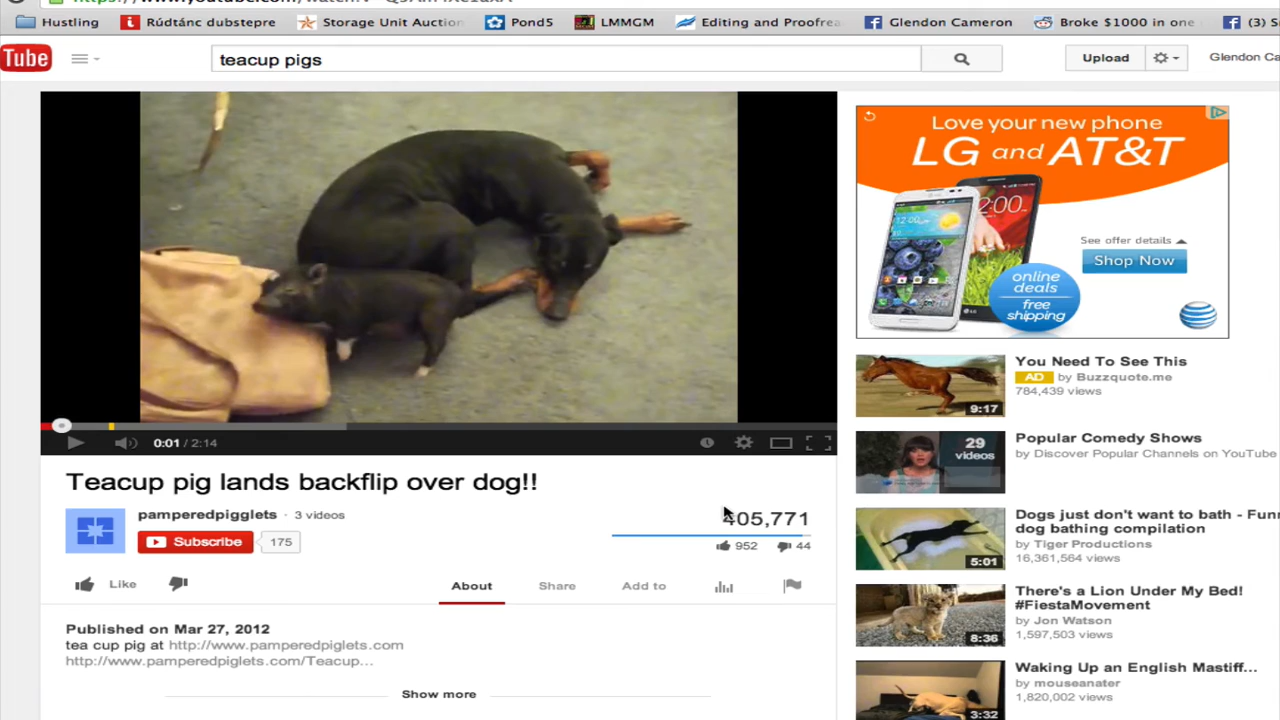 Hustling
Rúdtánc dubstepre
Storage Unit Auction
Pond5
LMMGM
Editing and Proofrea
Glendon Cameron
Broke $1000 in one
(3) S
Tube
teacup pigs
Upload
Glendon Ca
Love your new phone
LG and AT&T
12:00
2:00
See offer details
Shop Now
online
deals
free
shipping
at&t
0:01 / 2:14
Teacup pig lands backflip over dog!!
pamperedpigglets · 3 videos
Subscribe 175
405,771
952 44
Like
About Share Add to
Published on Mar 27, 2012
tea cup pig at http://www.pamperedpiglets.com
http://www.pamperedpiglets.com/Teacup...
Show more
9:17
You Need To See This
AD by Buzzquote.me
784,439 views
29
videos
Popular Comedy Shows
by Discover Popular Channels on YouTube
5:01
Dogs just don't want to bath - Funn
dog bathing compilation
by Tiger Productions
16,361,564 views
8:36
There's a Lion Under My Bed!
#FiestaMovement
by Jon Watson
1,597,503 views
3:32
Waking Up an English Mastiff...
by mouseanater
1,820,002 views